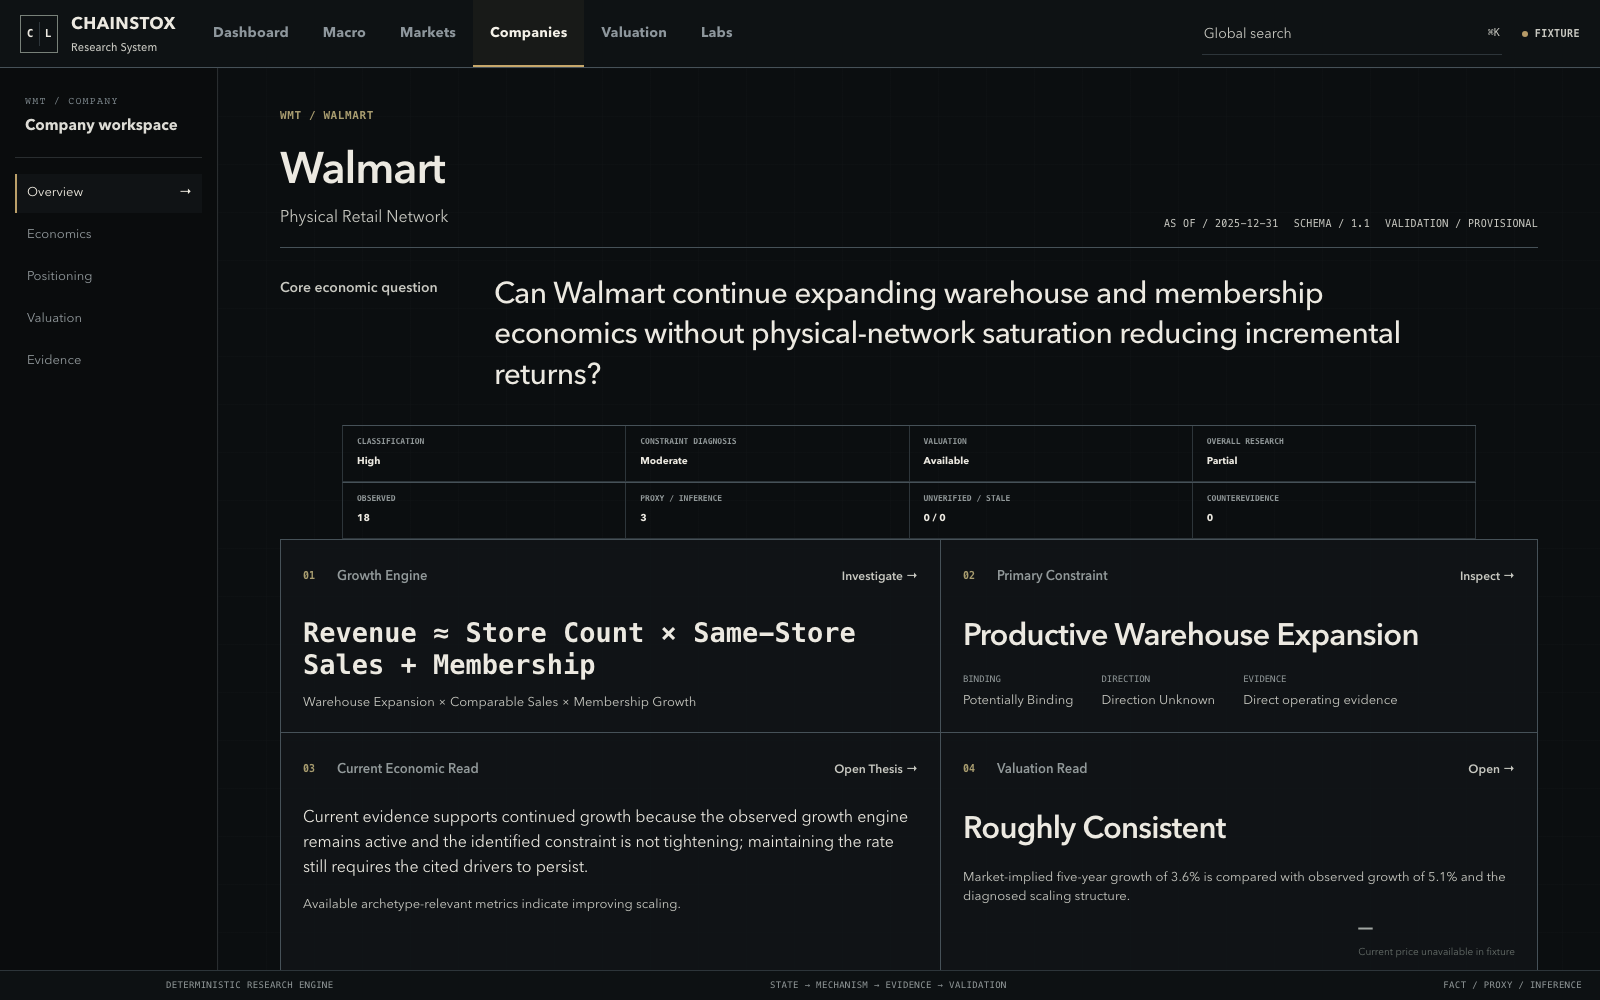 C L
CHAINSTOX
Research System
Dashboard Macro Markets Companies Valuation Labs
Global search ⌘K
FIXTURE
WMT / COMPANY
Company workspace
Overview →
Economics
Positioning
Valuation
Evidence
WMT / WALMART
Walmart
Physical Retail Network
AS OF / 2025-12-31 SCHEMA / 1.1 VALIDATION / PROVISIONAL
Core economic question
Can Walmart continue expanding warehouse and membership
economics without physical-network saturation reducing incremental
returns?
CLASSIFICATION
High
CONSTRAINT DIAGNOSIS
Moderate
VALUATION
Available
OVERALL RESEARCH
Partial
OBSERVED
18
PROXY / INFERENCE
3
UNVERIFIED / STALE
0 / 0
COUNTEREVIDENCE
0
01 Growth Engine Investigate →
Revenue ≈ Store Count × Same-Store
Sales + Membership
Warehouse Expansion × Comparable Sales × Membership Growth
02 Primary Constraint Inspect →
Productive Warehouse Expansion
BINDING
Potentially Binding
DIRECTION
Direction Unknown
EVIDENCE
Direct operating evidence
03 Current Economic Read Open Thesis →
Current evidence supports continued growth because the observed growth engine
remains active and the identified constraint is not tightening; maintaining the rate
still requires the cited drivers to persist.
Available archetype-relevant metrics indicate improving scaling.
04 Valuation Read Open →
Roughly Consistent
Market-implied five-year growth of 3.6% is compared with observed growth of 5.1% and the
diagnosed scaling structure.
—
Current price unavailable in fixture
DETERMINISTIC RESEARCH ENGINE
STATE → MECHANISM → EVIDENCE → VALIDATION
FACT / PROXY / INFERENCE